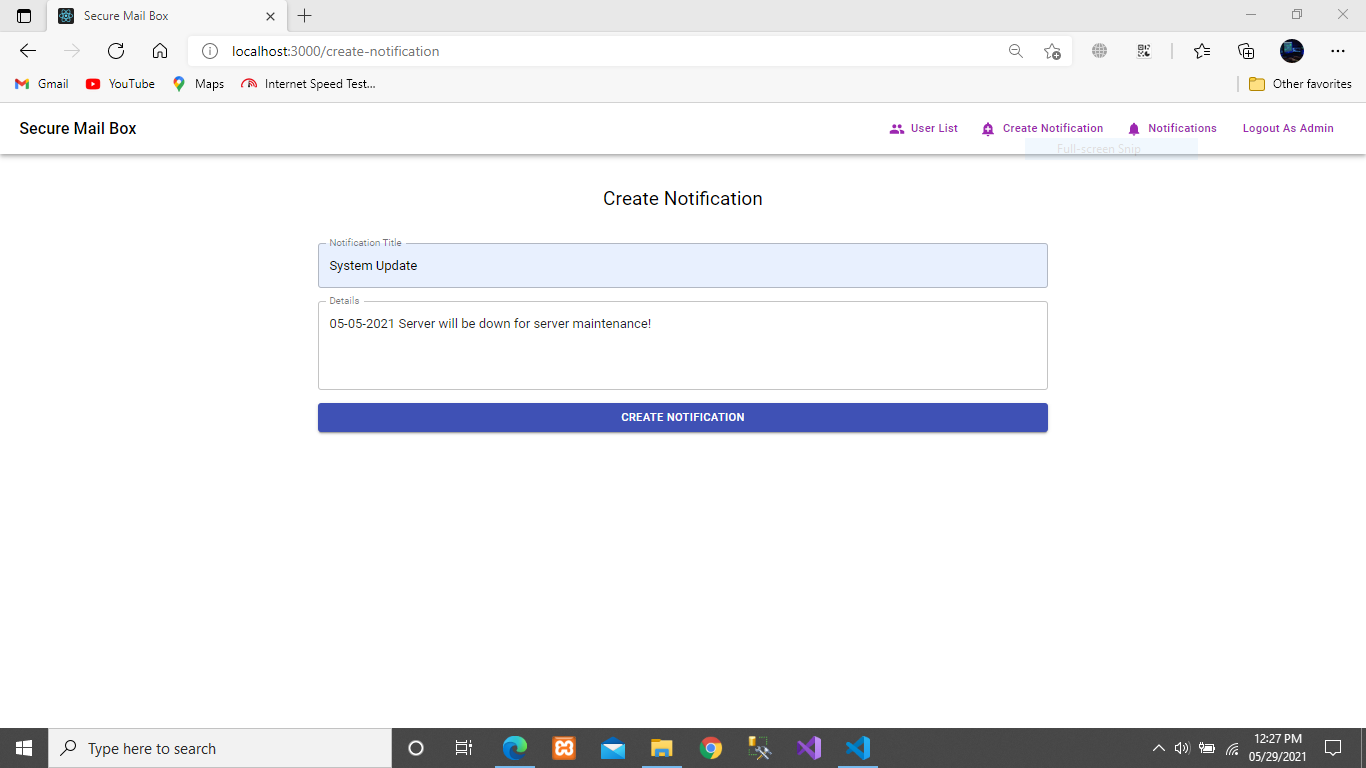 Secure Mail Box
localhost:3000/create-notification
Gmail YouTube Maps Internet Speed Test... Other favorites
Secure Mail Box User List Create Notification Notifications Logout As Admin
Full-screen Snip
Create Notification
Notification Title
System Update
Details
05-05-2021 Server will be down for server maintenance!
CREATE NOTIFICATION
Type here to search
12:27 PM
05/29/2021